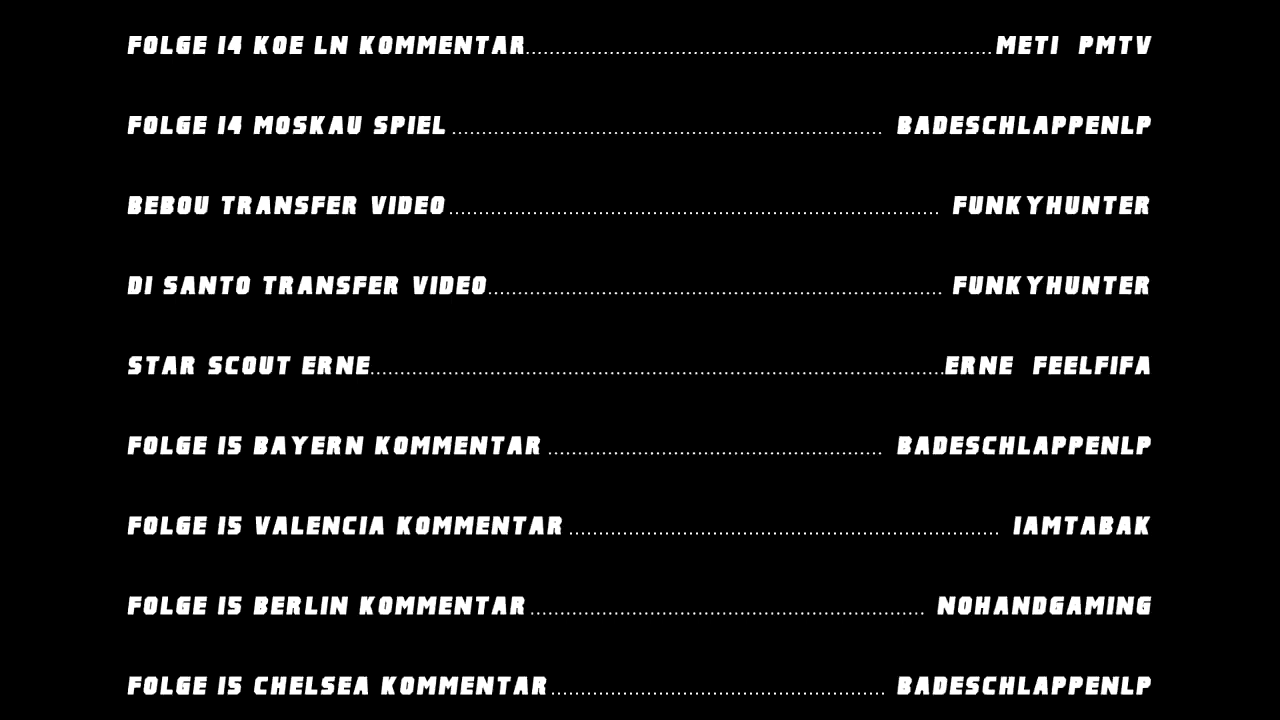 FOLGE 14 KOE LN KOMMENTAR................................................................................METI PMTV
FOLGE 14 MOSKAU SPIEL ........................................................................ BADESCHLAPPENLP
BEBOU TRANSFER VIDEO.................................................................................. FUNKYHUNTER
DI SANTO TRANSFER VIDEO............................................................................ FUNKYHUNTER
STAR SCOUT ERNE................................................................................................ERNE FEELFIFA
FOLGE 15 BAYERN KOMMENTAR ........................................................ BADESCHLAPPENLP
FOLGE 15 VALENCIA KOMMENTAR ........................................................................ IAMTABAK
FOLGE 15 BERLIN KOMMENTAR .................................................................. NOHANDGAMING
FOLGE 15 CHELSEA KOMMENTAR........................................................ BADESCHLAPPENLP